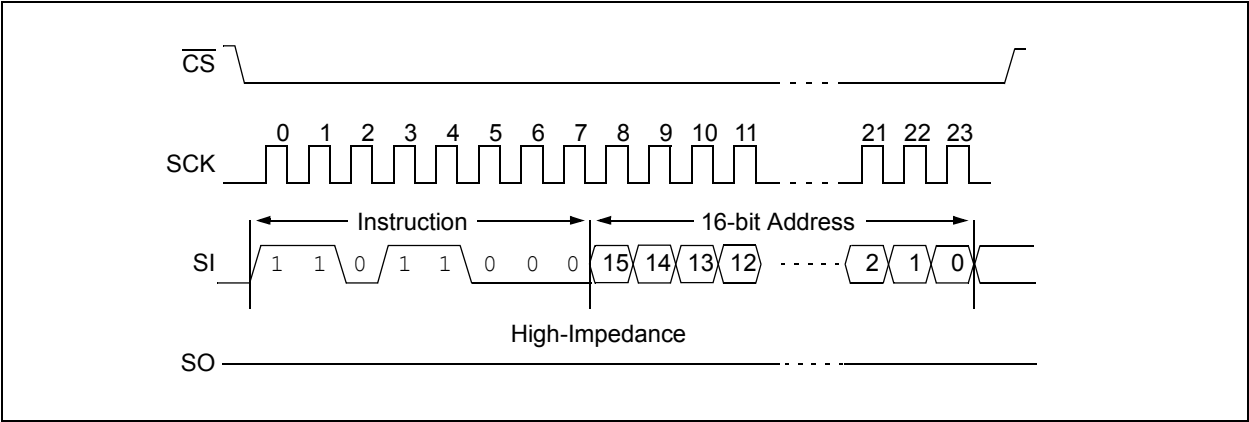 CS
0 1 2 3 4 5 6 7 8 9 10 11 21 22 23
SCK
Instruction 16-bit Address
SI 1 1 0 1 1 0 0 0 15 14 13 12 2 1 0
High-Impedance
SO